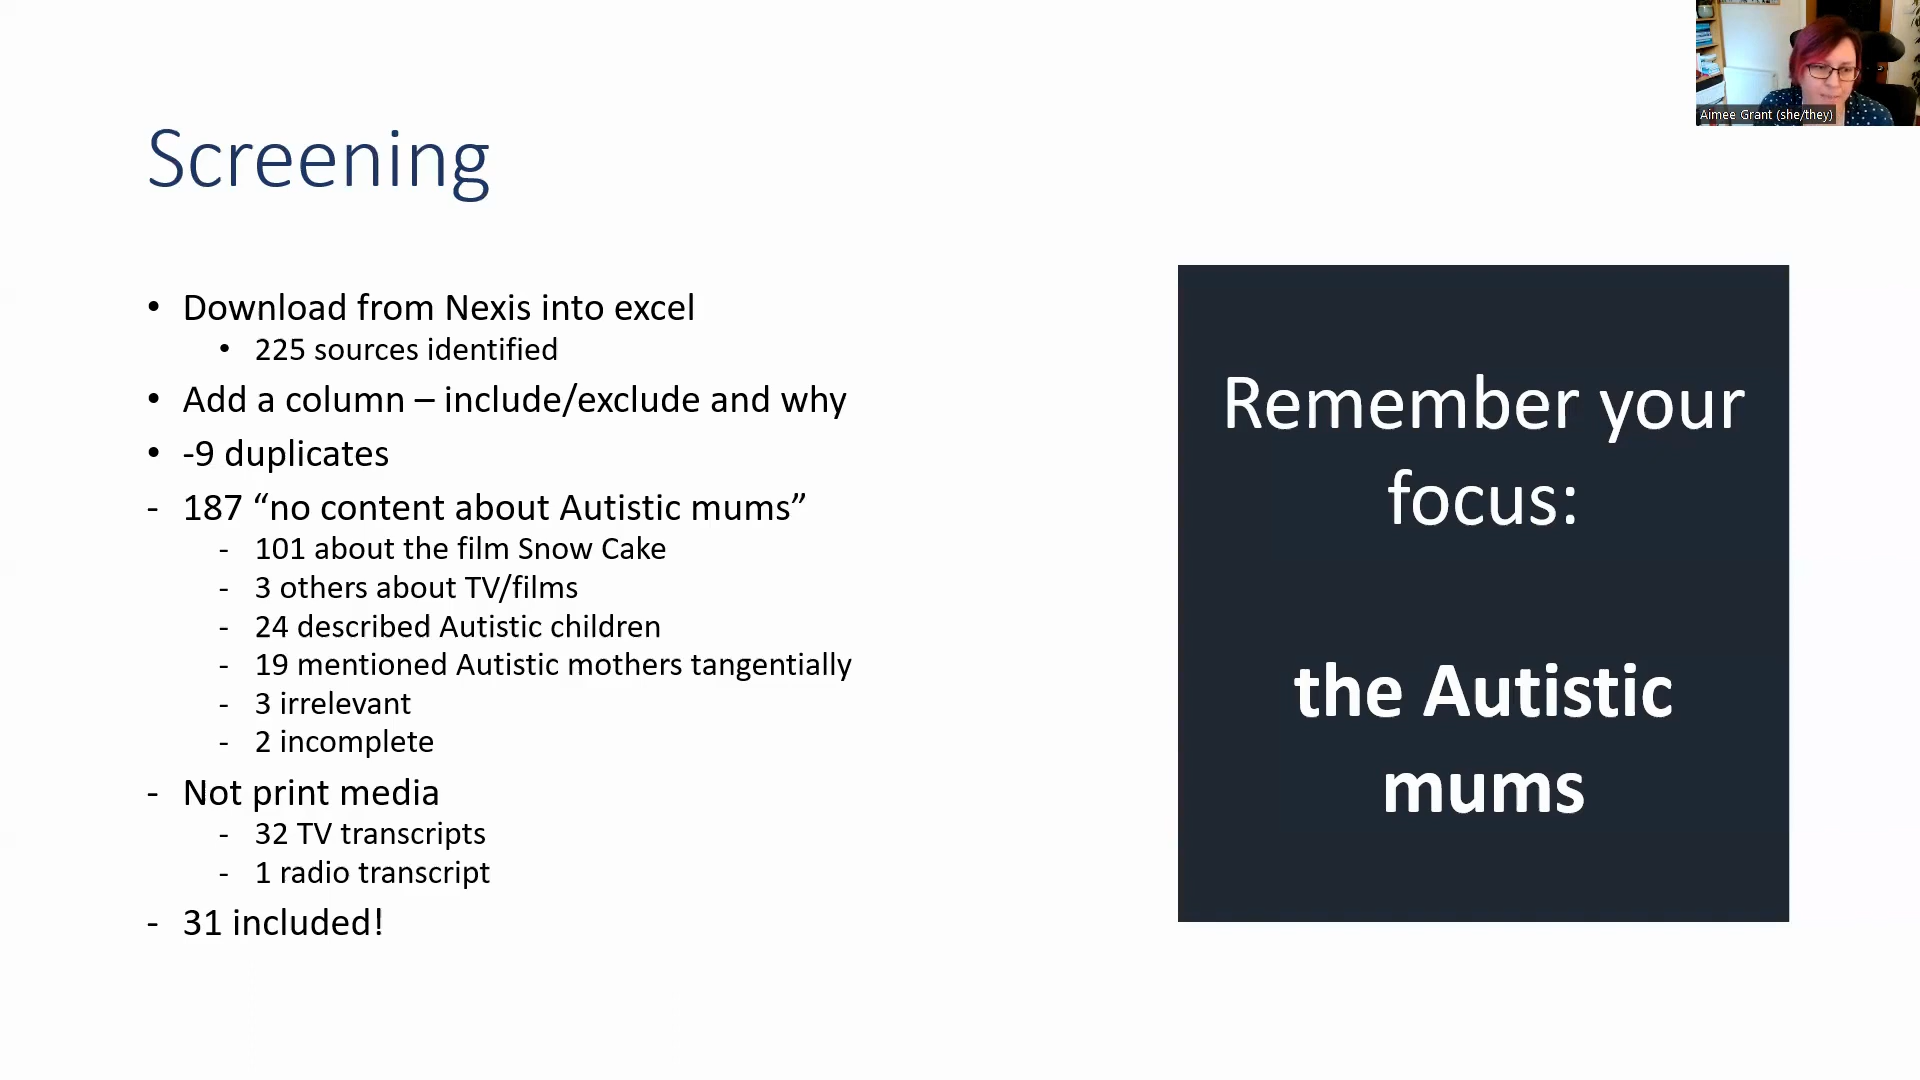 Aimee Grant (she/they)
Screening
• Download from Nexis into excel
• 225 sources identified
• Add a column – include/exclude and why
• -9 duplicates
- 187 “no content about Autistic mums”
- 101 about the film Snow Cake
- 3 others about TV/films
- 24 described Autistic children
- 19 mentioned Autistic mothers tangentially
- 3 irrelevant
- 2 incomplete
- Not print media
- 32 TV transcripts
- 1 radio transcript
- 31 included!
Remember your
focus:
the Autistic
mums